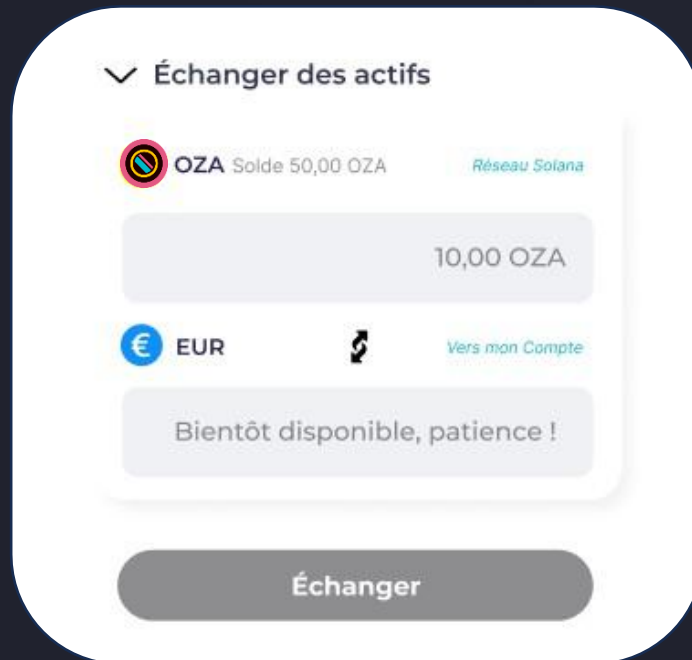 Échanger des actifs
OZA Solde 50,00 OZA Réseau Solana
10,00 OZA
€ EUR Vers mon Compte
Bientôt disponible, patience !
Échanger